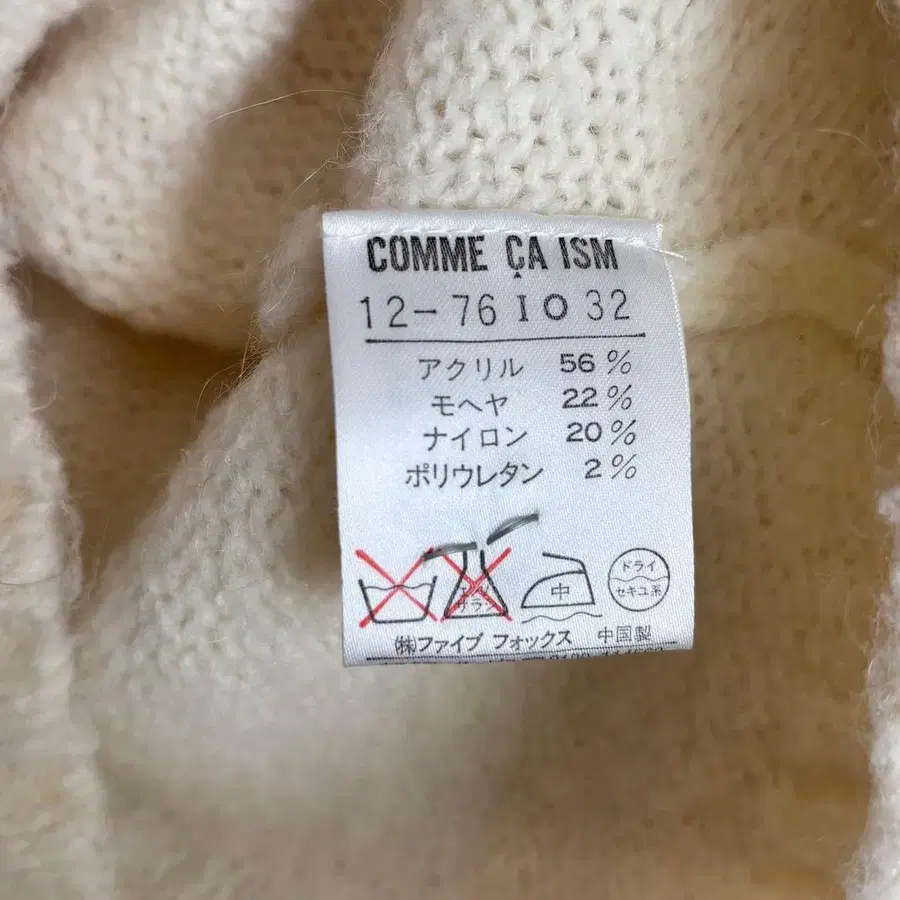 COMME ÇA ISM
12-76 IO 32
アクリル 56%
モヘヤ 22%
ナイロン 20%
ポリウレタン 2%
中
ドライ
セキユ系
(株)ファイブ フォックス 中国製